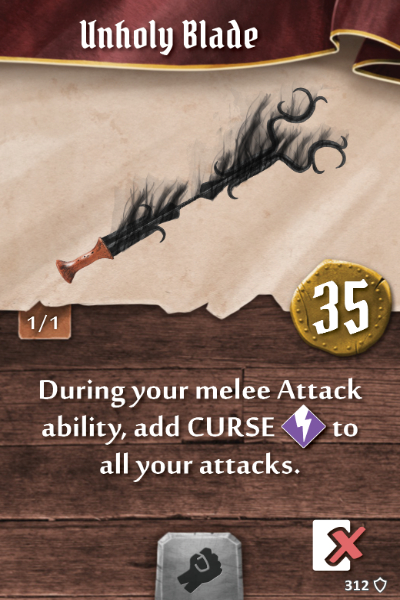 Unholy Blade
1/1
35
During your melee Attack
ability, add CURSE to
all your attacks.
312